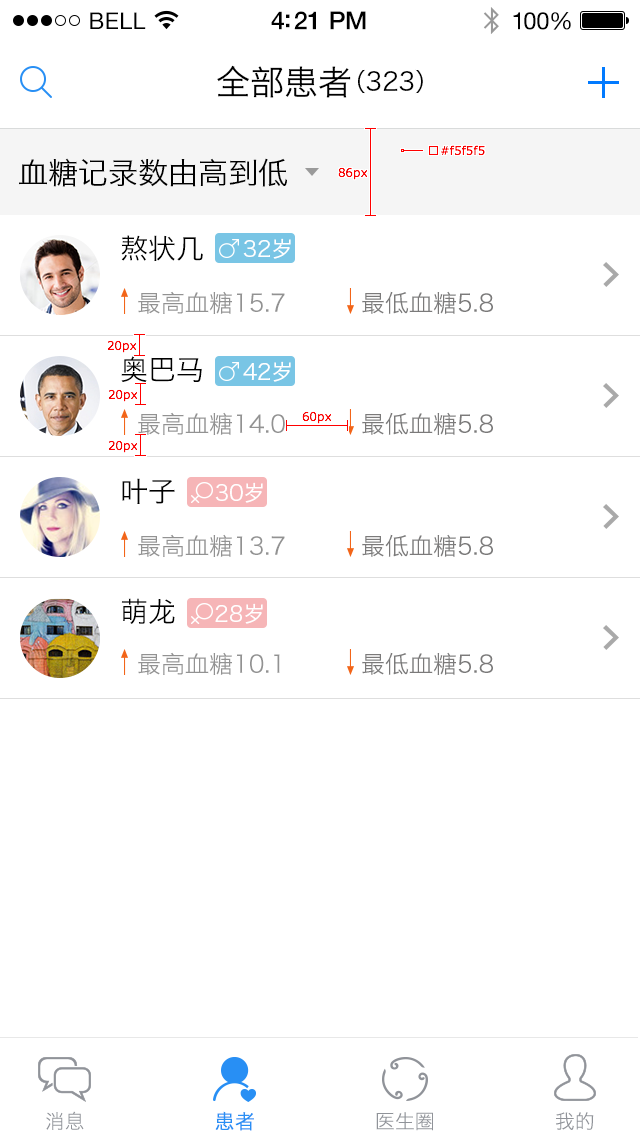 BELL 4:21 PM 100%
全部患者(323)
血糖记录数由高到低 86px #f5f5f5
熬状几 ♂32岁
最高血糖15.7 最低血糖5.8
20px
奥巴马 ♂42岁
20px
最高血糖14.0 60px 最低血糖5.8
20px
叶子 ♀30岁
最高血糖13.7 最低血糖5.8
萌龙 ♀28岁
最高血糖10.1 最低血糖5.8
消息 患者 医生圈 我的